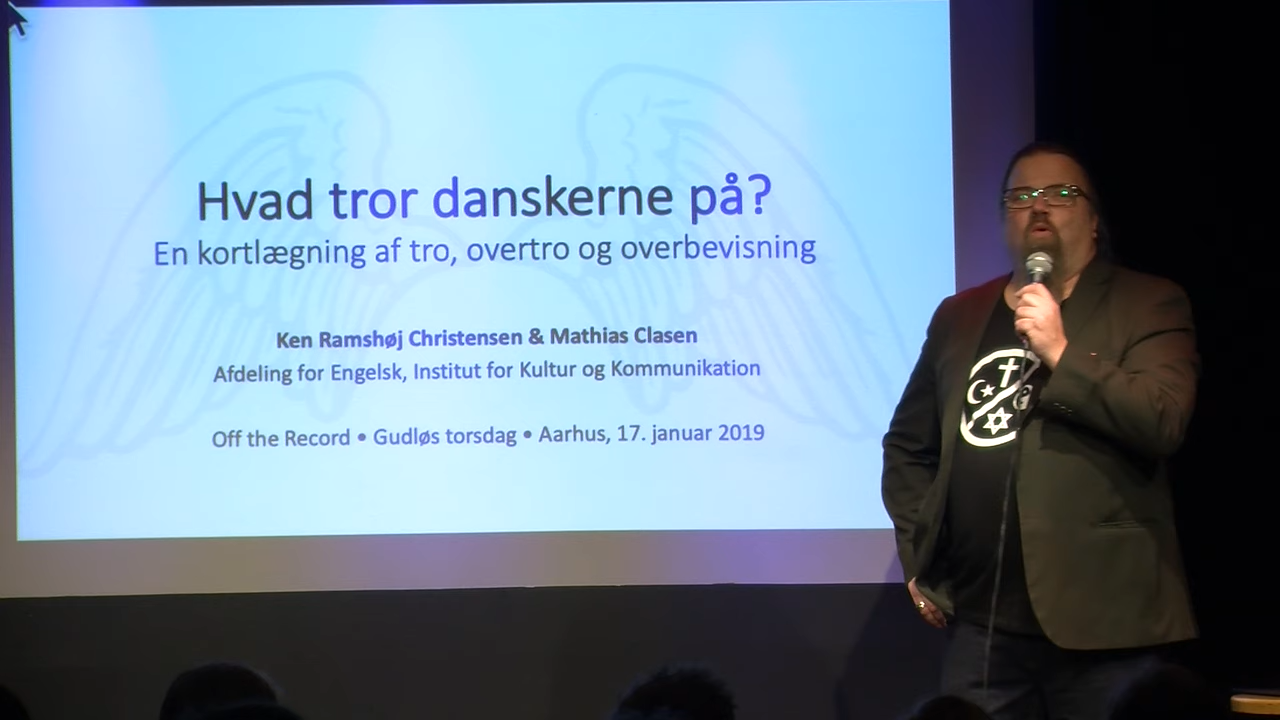 Hvad tror danskerne på?
En kortlægning af tro, overtro og overbevisning
Ken Ramshøj Christensen & Mathias Clasen
Afdeling for Engelsk, Institut for Kultur og Kommunikation
Off the Record • Gudløs torsdag • Aarhus, 17. januar 2019